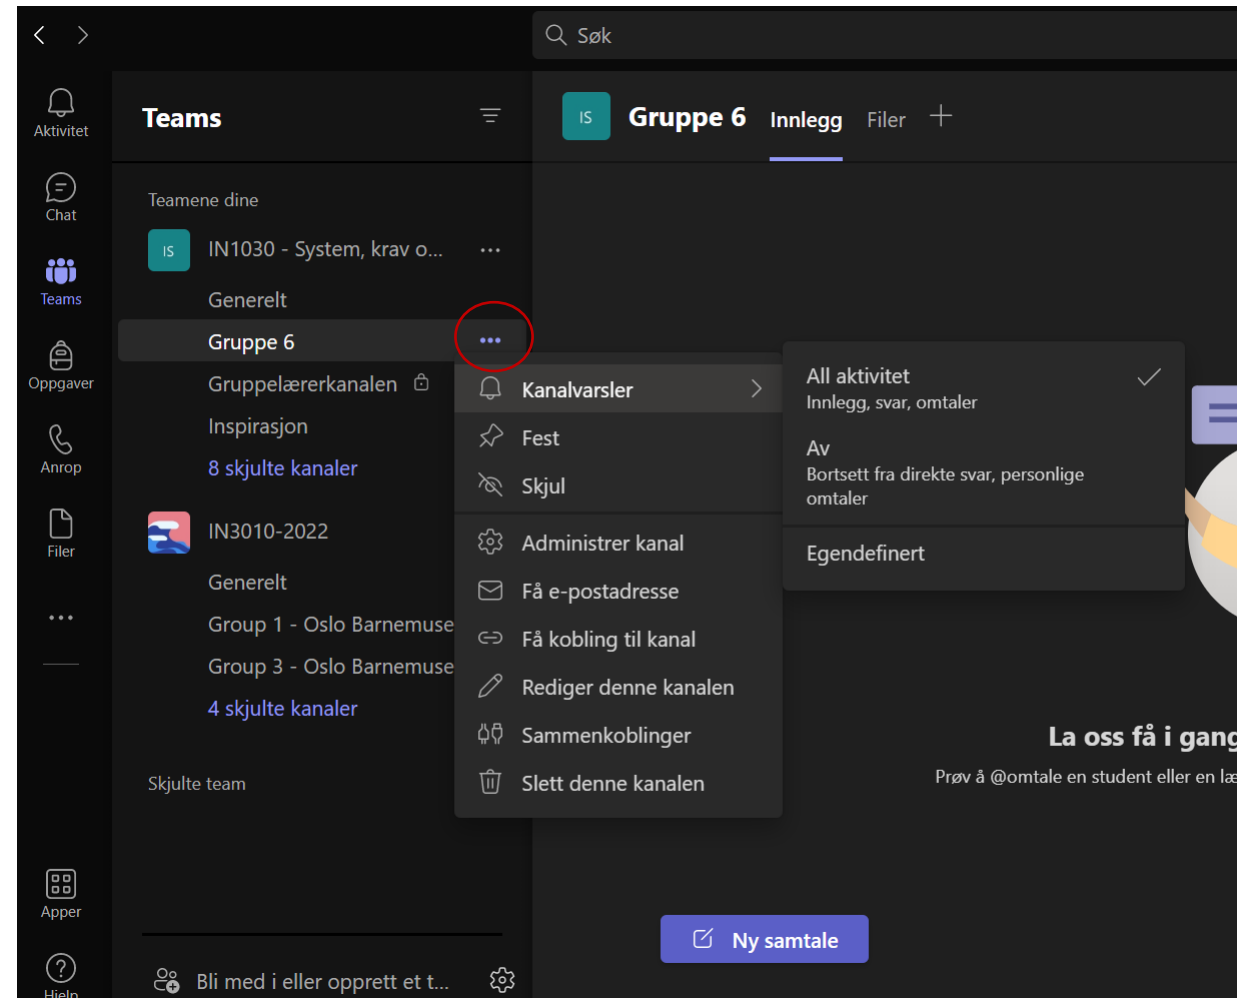 Søk
Aktivitet
Chat
Teams
Oppgaver
Anrop
Filer
Apper
Hjelp
Teams
Teamene dine
IS
IN1030 - System, krav o...
Generelt
Gruppe 6
Gruppelærerkanalen
Inspirasjon
8 skjulte kanaler
IN3010-2022
Generelt
Group 1 - Oslo Barnemuse
Group 3 - Oslo Barnemuse
4 skjulte kanaler
Skjulte team
Bli med i eller opprett et t...
IS
Gruppe 6
Innlegg
Filer
Kanalvarsler
Fest
Skjul
Administrer kanal
Få e-postadresse
Få kobling til kanal
Rediger denne kanalen
Sammenkoblinger
Slett denne kanalen
All aktivitet
Innlegg, svar, omtaler
Av
Bortsett fra direkte svar, personlige
omtaler
Egendefinert
La oss få i gang
Prøv å @omtale en student eller en læ
Ny samtale